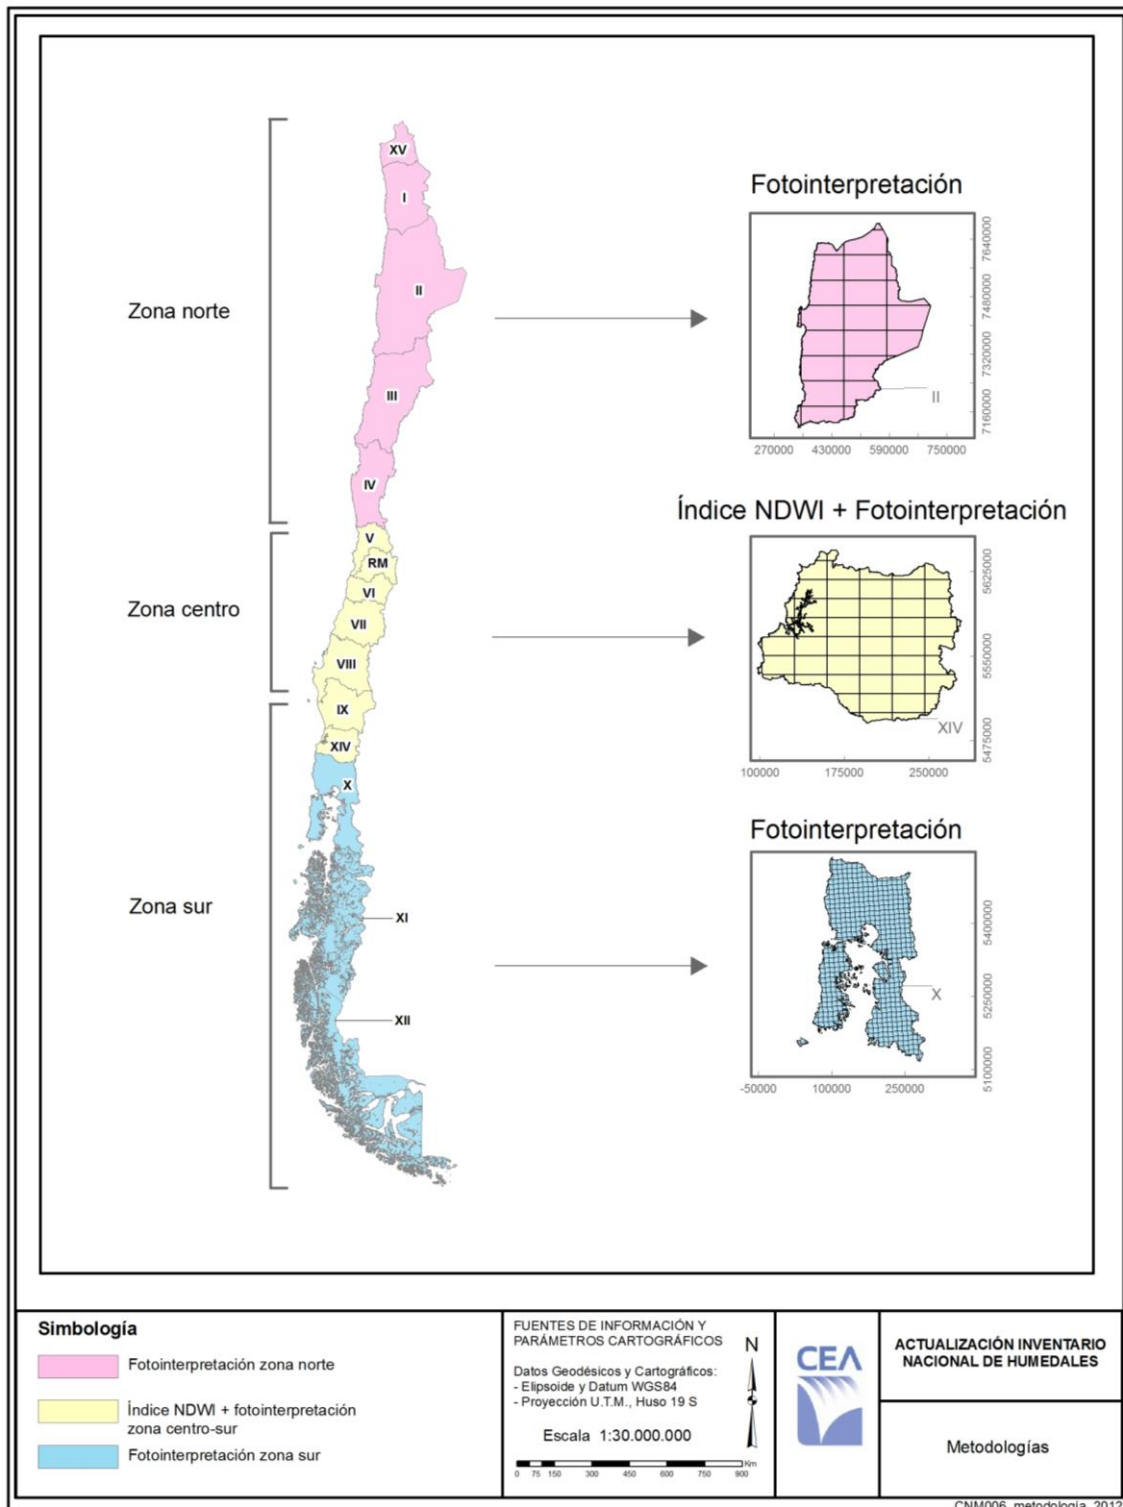 XV
I
II
III
IV
V
RM
VI
VII
VIII
IX
XIV
X
XI
XII
Zona norte
Zona centro
Zona sur
Fotointerpretación
7640000
7480000
7320000
7160000
II
270000 430000 590000 750000
Índice NDWI + Fotointerpretación
5625000
5550000
5475000
XIV
100000 175000 250000
Fotointerpretación
5400000
5250000
5100000
X
-50000 100000 250000
Simbología
Fotointerpretación zona norte
Índice NDWI + fotointerpretación
zona centro-sur
Fotointerpretación zona sur
FUENTES DE INFORMACIÓN Y
PARÁMETROS CARTOGRÁFICOS
N
Datos Geodésicos y Cartográficos:
- Elipsoide y Datum WGS84
- Proyección U.T.M., Huso 19 S
Escala 1:30.000.000
Km
0 75 150 300 450 600 750 900
CEA
ACTUALIZACIÓN INVENTARIO
NACIONAL DE HUMEDALES
Metodologías
CNM006_metodologia_2012